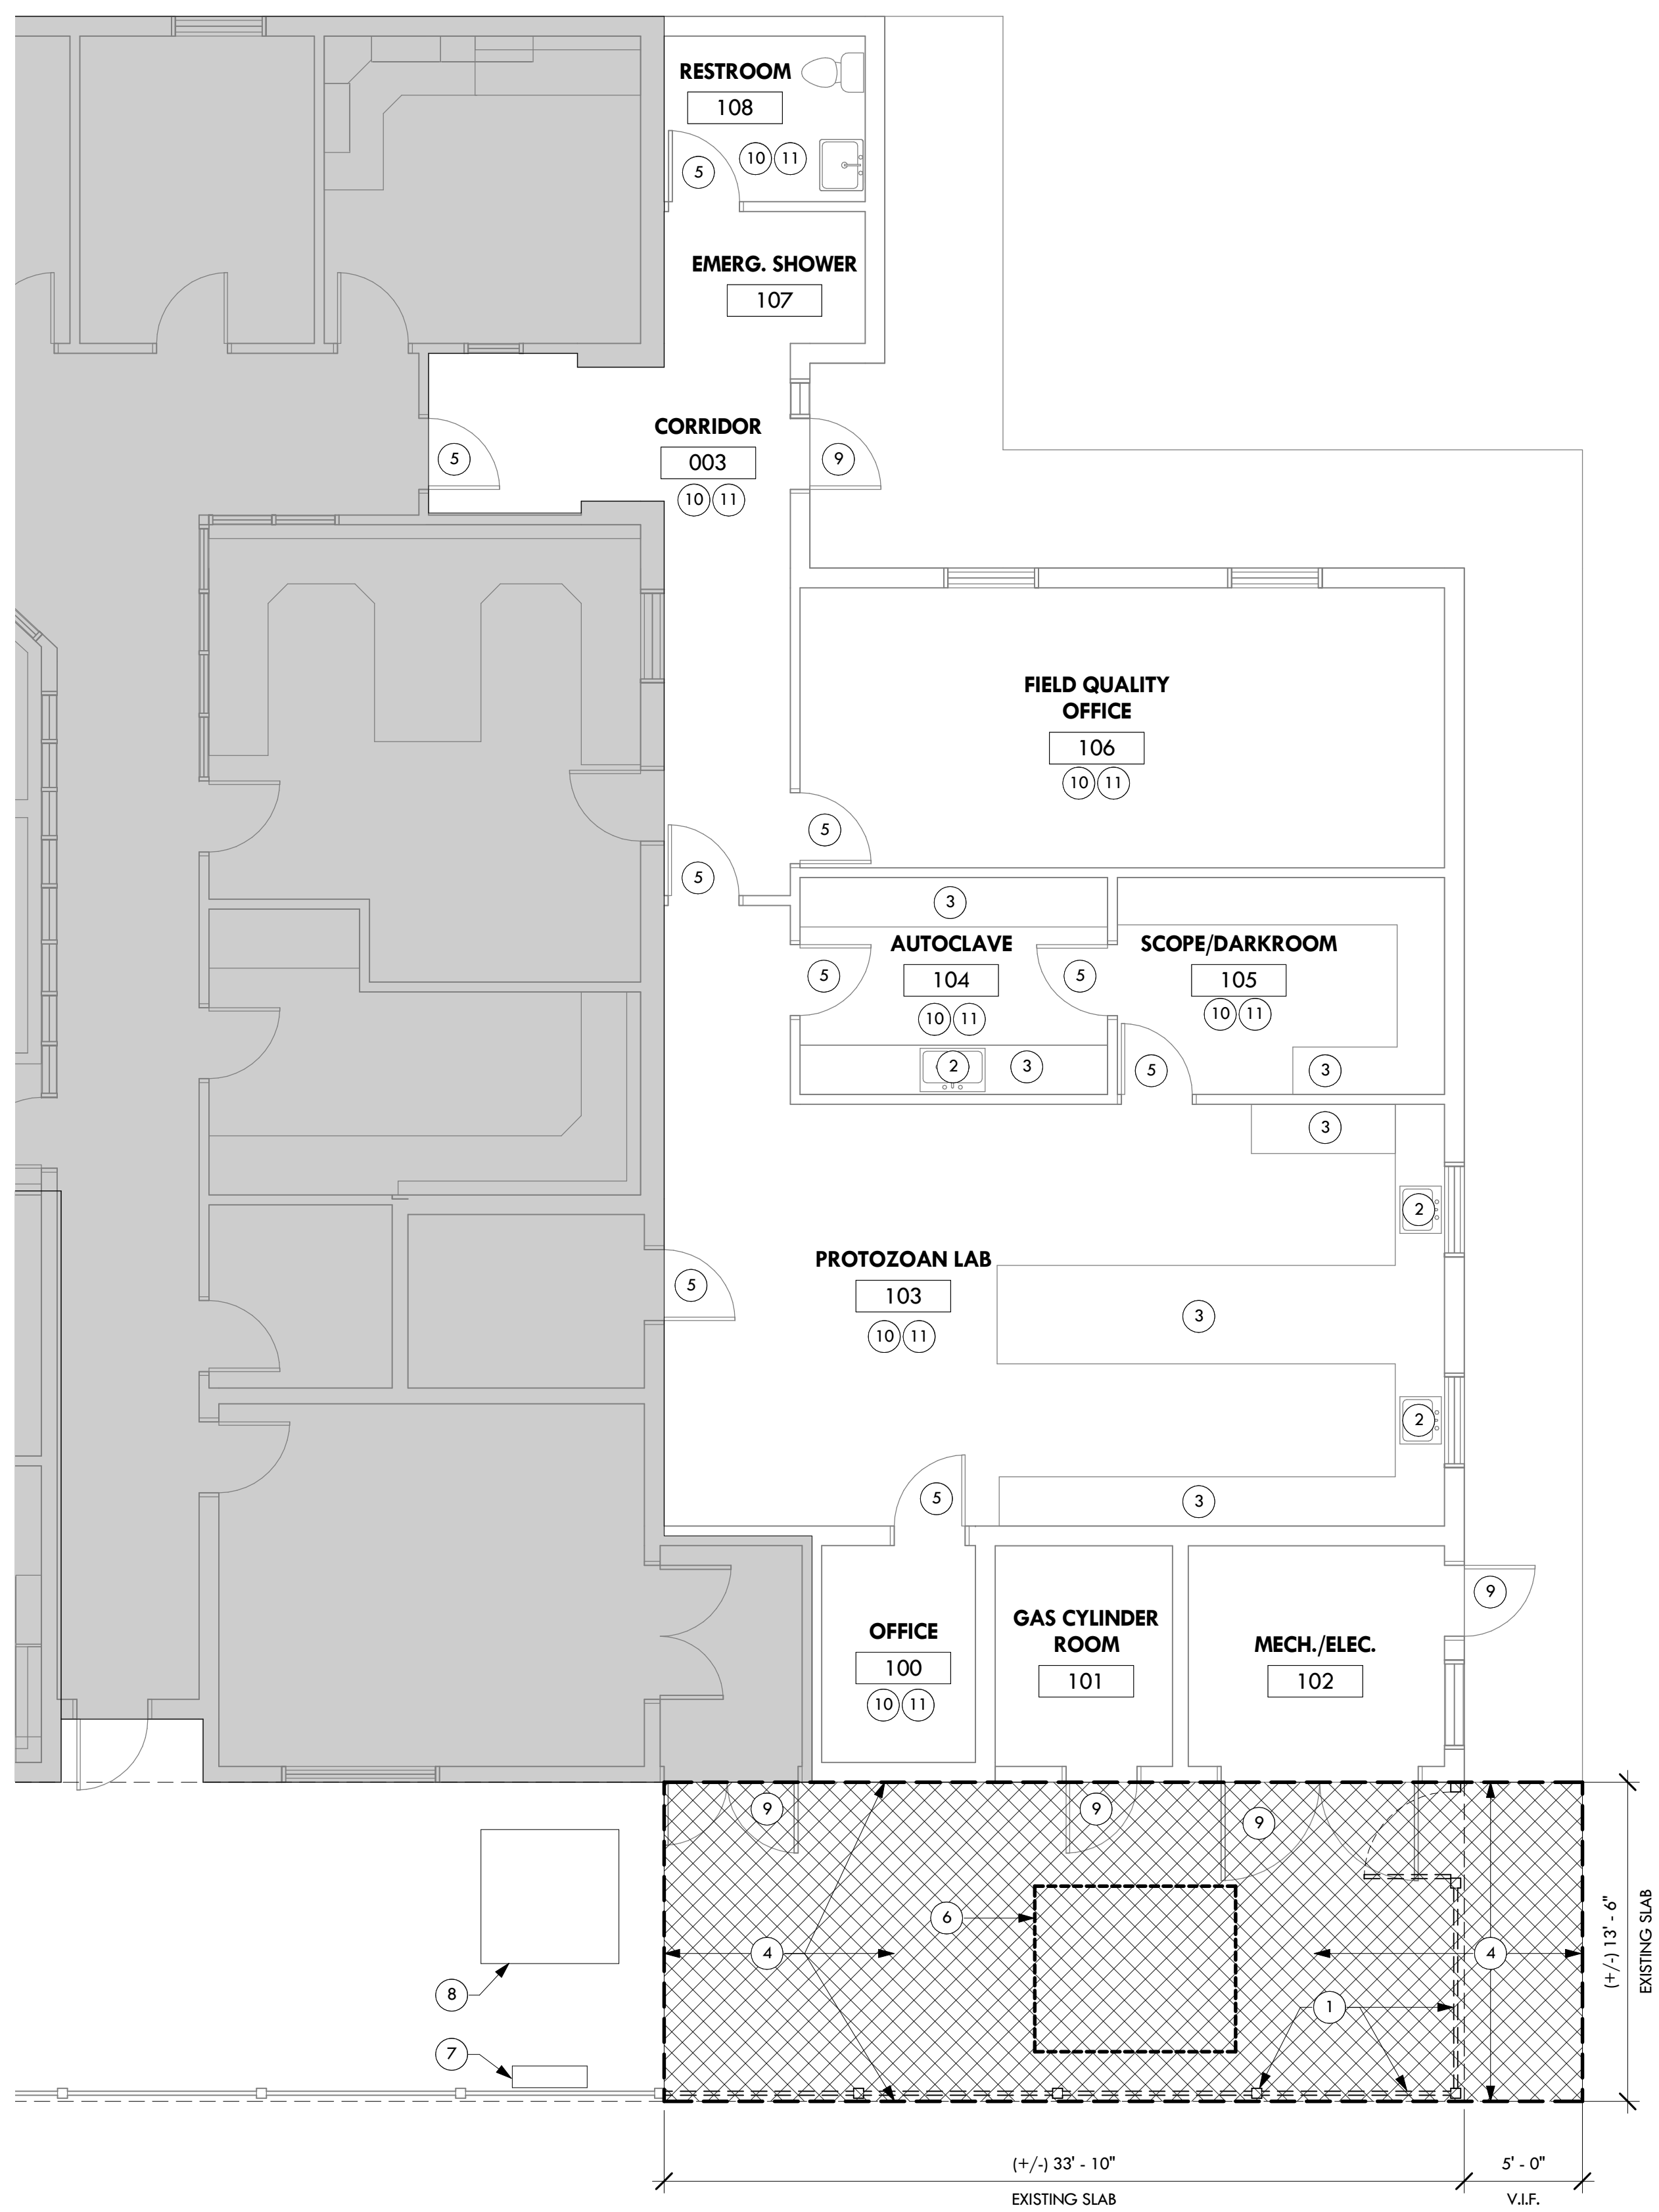 RESTROOM
108
5
10 11
EMERG. SHOWER
107
CORRIDOR
003
10 11
5
9
FIELD QUALITY
OFFICE
106
10 11
5
5
3
AUTOCLAVE
104
10 11
5
5
2
3
SCOPE/DARKROOM
105
10 11
5
3
3
2
PROTOZOAN LAB
103
10 11
5
3
2
5
3
9
OFFICE
100
10 11
GAS CYLINDER
ROOM
101
MECH./ELEC.
102
9
9
9
6
4
4
8
1
7
(+/-) 13' - 6"
EXISTING SLAB
(+/-) 33' - 10"
EXISTING SLAB
5' - 0"
V.I.F.